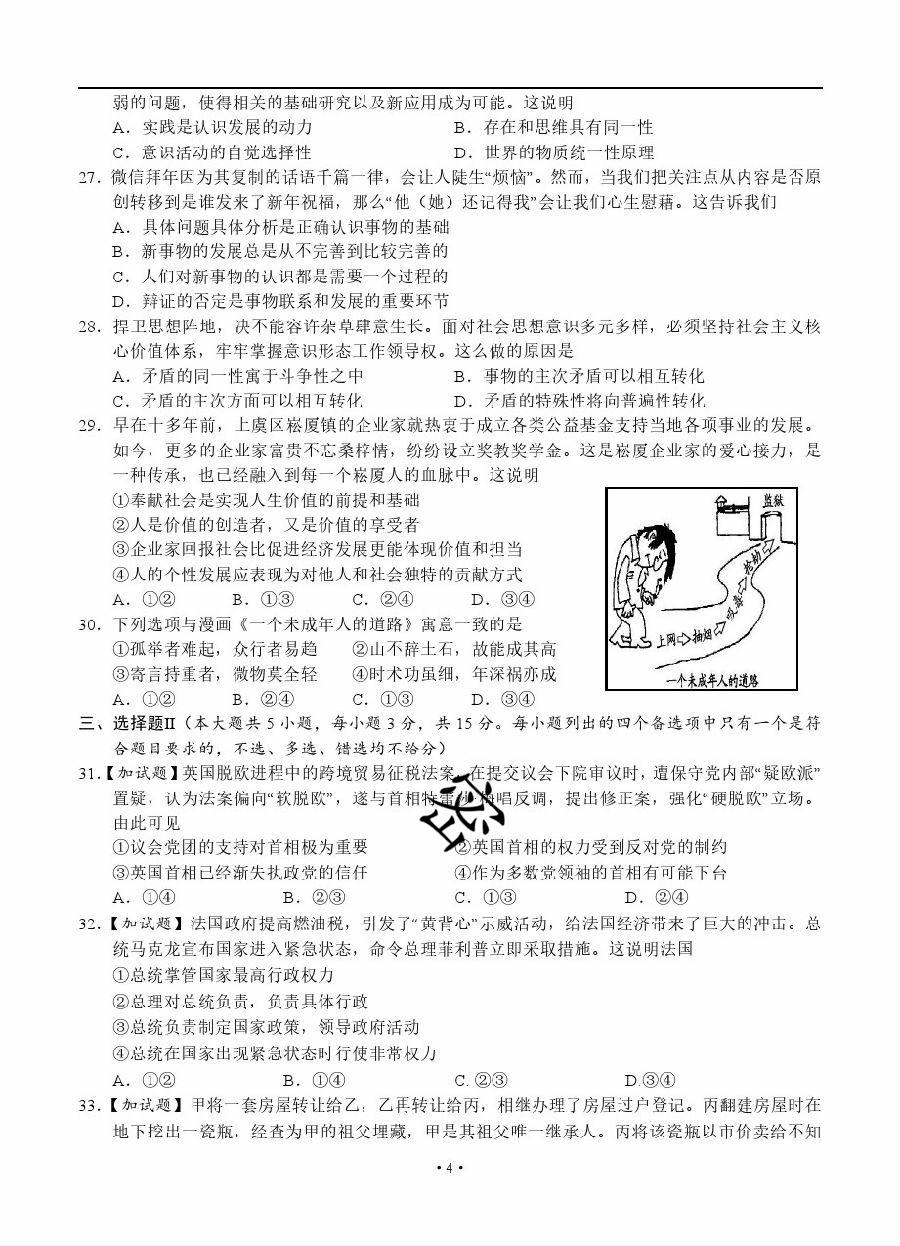 弱的问题，使得相关的基础研究以及新应用成为可能。这说明
A．实践是认识发展的动力 B．存在和思维具有同一性
C．意识活动的自觉选择性 D．世界的物质统一性原理
27．微信拜年因为其复制的话语千篇一律，会让人陡生“烦恼”。然而，当我们把关注点从内容是否原
创转移到是谁发来了新年祝福，那么“他（她）还记得我”会让我们心生慰藉。这告诉我们
A．具体问题具体分析是正确认识事物的基础
B．新事物的发展总是从不完善到比较完善的
C．人们对新事物的认识都是需要一个过程的
D．辩证的否定是事物联系和发展的重要环节
28．捍卫思想阵地，决不能容许杂草肆意生长。面对社会思想意识多元多样，必须坚持社会主义核
心价值体系，牢牢掌握意识形态工作领导权。这么做的原因是
A．矛盾的同一性寓于斗争性之中 B．事物的主次矛盾可以相互转化
C．矛盾的主次方面可以相互转化 D．矛盾的特殊性将向普遍性转化
29．早在十多年前，上虞区崧厦镇的企业家就热衷于成立各类公益基金支持当地各项事业的发展。
如今，更多的企业家富贵不忘桑梓情，纷纷设立奖教奖学金。这是崧厦企业家的爱心接力，是
一种传承，也已经融入到每一个崧厦人的血脉中。这说明
①奉献社会是实现人生价值的前提和基础
②人是价值的创造者，又是价值的享受者
③企业家回报社会比促进经济发展更能体现价值和担当
④人的个性发展应表现为对他人和社会独特的贡献方式
A．①② B．①③ C．②④ D．③④
监狱
抢劫
吸毒
抽烟
上网
一个未成年人的道路
30．下列选项与漫画《一个未成年人的道路》寓意一致的是
①孤举者难起，众行者易趋 ②山不辞土石，故能成其高
③寄言持重者，微物莫全轻 ④时术功虽细，年深祸亦成
A．①② B．②④ C．①③ D．③④
三、选择题II（本大题共 5 小题，每小题 3 分，共 15 分。每小题列出的四个备选项中只有一个是符
合题目要求的，不选、多选、错选均不给分）
31．【加试题】英国脱欧进程中的跨境贸易征税法案，在提交议会下院审议时，遭保守党内部“疑欧派”
置疑，认为法案偏向“软脱欧”，遂与首相特雷沙·梅唱反调，提出修正案，强化“硬脱欧”立场。
由此可见
①议会党团的支持对首相极为重要 ②英国首相的权力受到反对党的制约
③英国首相已经渐失执政党的信任 ④作为多数党领袖的首相有可能下台
A．①④ B．②③ C．①③ D．②④
32．【加试题】法国政府提高燃油税，引发了“黄背心”示威活动，给法国经济带来了巨大的冲击。总
统马克龙宣布国家进入紧急状态，命令总理菲利普立即采取措施。这说明法国
①总统掌管国家最高行政权力
②总理对总统负责，负责具体行政
③总统负责制定国家政策，领导政府活动
④总统在国家出现紧急状态时行使非常权力
A．①② B．①④ C. ②③ D.③④
33．【加试题】甲将一套房屋转让给乙，乙再转让给丙，相继办理了房屋过户登记。丙翻建房屋时在
地下挖出一瓷瓶，经查为甲的祖父埋藏，甲是其祖父唯一继承人。丙将该瓷瓶以市价卖给不知
·4·
密